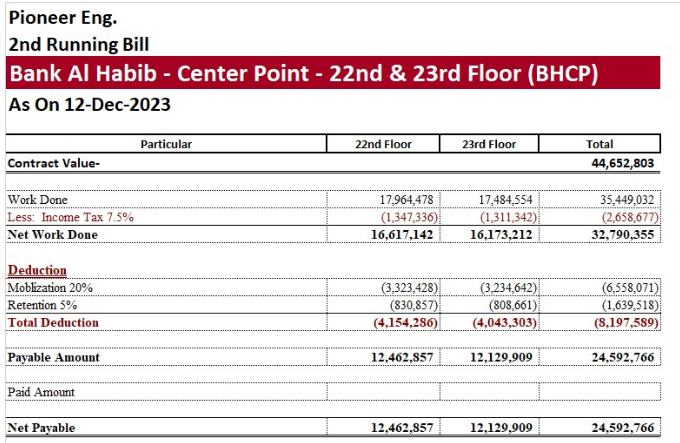 Pioneer Eng.
2nd Running Bill
Bank Al Habib - Center Point - 22nd & 23rd Floor (BHCP)
As On 12-Dec-2023
Particular 22nd Floor 23rd Floor Total
Contract Value- 44,652,803
Work Done 17,964,478 17,484,554 35,449,032
Less: Income Tax 7.5% (1,347,336) (1,311,342) (2,658,677)
Net Work Done 16,617,142 16,173,212 32,790,355
Deduction
Moblization 20% (3,323,428) (3,234,642) (6,558,071)
Retention 5% (830,857) (808,661) (1,639,518)
Total Deduction (4,154,286) (4,043,303) (8,197,589)
Payable Amount 12,462,857 12,129,909 24,592,766
Paid Amount
Net Payable 12,462,857 12,129,909 24,592,766